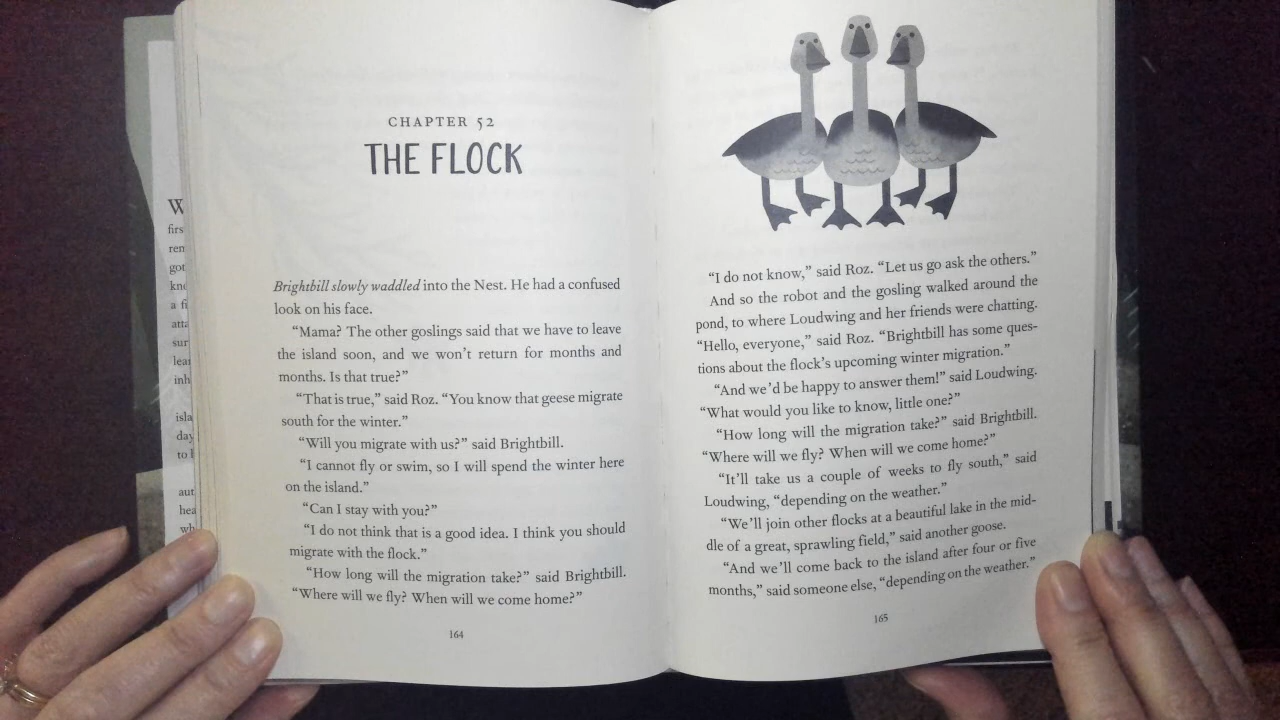 CHAPTER 52
THE FLOCK
Brightbill slowly waddled into the Nest. He had a confused
look on his face.
“Mama? The other goslings said that we have to leave
the island soon, and we won’t return for months and
months. Is that true?”
“That is true,” said Roz. “You know that geese migrate
south for the winter.”
“Will you migrate with us?” said Brightbill.
“I cannot fly or swim, so I will spend the winter here
on the island.”
“Can I stay with you?”
“I do not think that is a good idea. I think you should
migrate with the flock.”
“How long will the migration take?” said Brightbill.
“Where will we fly? When will we come home?”
164
“I do not know,” said Roz. “Let us go ask the others.”
And so the robot and the gosling walked around the
pond, to where Loudwing and her friends were chatting.
“Hello, everyone,” said Roz. “Brightbill has some ques-
tions about the flock’s upcoming winter migration.”
“And we’d be happy to answer them!” said Loudwing.
“What would you like to know, little one?”
“How long will the migration take?” said Brightbill.
“Where will we fly? When will we come home?”
“It’ll take us a couple of weeks to fly south,” said
Loudwing, “depending on the weather.”
“We’ll join other flocks at a beautiful lake in the mid-
dle of a great, sprawling field,” said another goose.
“And we’ll come back to the island after four or five
months,” said someone else, “depending on the weather.”
165